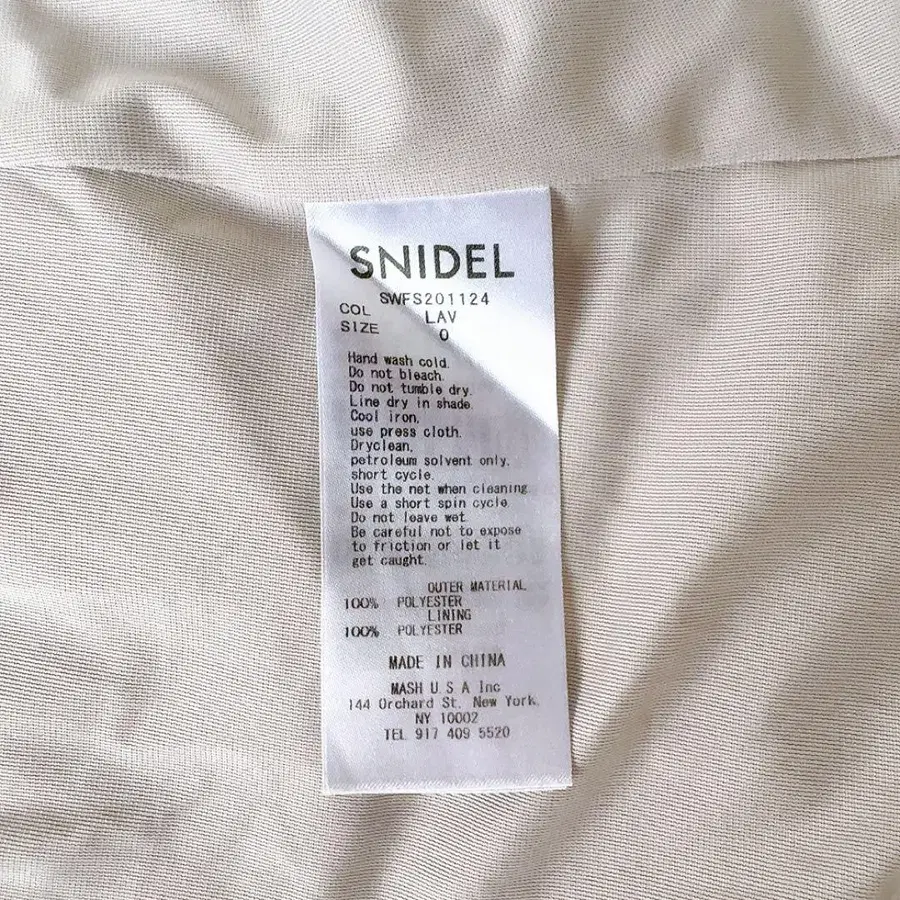 SNIDEL
SWFS201124
COL LAV
SIZE 0
Hand wash cold.
Do not bleach.
Do not tumble dry.
Line dry in shade.
Cool iron,
use press cloth.
Dryclean,
petroleum solvent only,
short cycle.
Use the net when cleaning.
Use a short spin cycle.
Do not leave wet.
Be careful not to expose
to friction or let it
get caught.
OUTER MATERIAL
100% POLYESTER
LINING
100% POLYESTER
MADE IN CHINA
MASH U.S.A Inc
144 Orchard St, New York,
NY 10002
TEL 917 409 5520